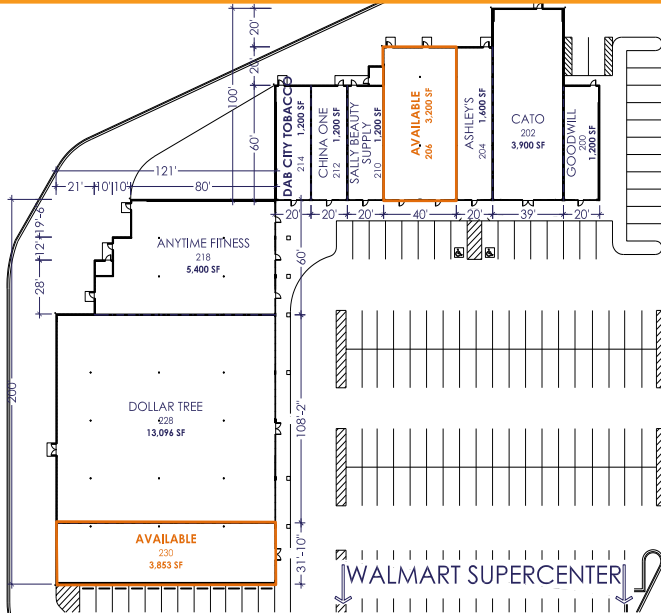 20'
20'
100'
60'
DAB CITY TOBACCO
1,200 SF
214
CHINA ONE
1,200 SF
212
SALLY BEAUTY
SUPPLY
1,200 SF
210
AVAILABLE
3,200 SF
206
ASHLEY'S
1,600 SF
204
CATO
202
3,900 SF
GOODWILL
200
1,200 SF
121'
21'
10'
10'
80'
20'
20'
20'
40'
20'
39'
20'
19'-6"
12'
28'
200'
ANYTIME FITNESS
218
5,400 SF
60'
DOLLAR TREE
228
13,096 SF
108'-2"
AVAILABLE
230
3,853 SF
31'-10"
WALMART SUPERCENTER